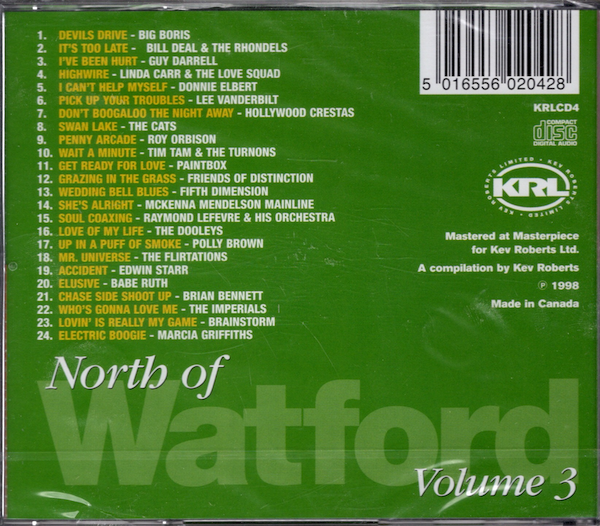 1. DEVILS DRIVE - BIG BORIS
2. IT'S TOO LATE - BILL DEAL & THE RHONDELS
3. I'VE BEEN HURT - GUY DARRELL
4. HIGHWIRE - LINDA CARR & THE LOVE SQUAD
5. I CAN'T HELP MYSELF - DONNIE ELBERT
6. PICK UP YOUR TROUBLES - LEE VANDERBILT
7. DON'T BOOGALOO THE NIGHT AWAY - HOLLYWOOD CRESTAS
8. SWAN LAKE - THE CATS
9. PENNY ARCADE - ROY ORBISON
10. WAIT A MINUTE - TIM TAM & THE TURNONS
11. GET READY FOR LOVE - PAINTBOX
12. GRAZING IN THE GRASS - FRIENDS OF DISTINCTION
13. WEDDING BELL BLUES - FIFTH DIMENSION
14. SHE'S ALRIGHT - MCKENNA MENDELSON MAINLINE
15. SOUL COAXING - RAYMOND LEFEVRE & HIS ORCHESTRA
16. LOVE OF MY LIFE - THE DOOLEYS
17. UP IN A PUFF OF SMOKE - POLLY BROWN
18. MR. UNIVERSE - THE FLIRTATIONS
19. ACCIDENT - EDWIN STARR
20. ELUSIVE - BABE RUTH
21. CHASE SIDE SHOOT UP - BRIAN BENNETT
22. WHO'S GONNA LOVE ME - THE IMPERIALS
23. LOVIN' IS REALLY MY GAME - BRAINSTORM
24. ELECTRIC BOOGIE - MARCIA GRIFFITHS
5 016556 020428
KRLCD4
COMPACT
disc
DIGITAL AUDIO
KEV ROBERTS LIMITED • KEV ROBERTS LIMITED •
KRL
Mastered at Masterpiece
for Kev Roberts Ltd.
A compilation by Kev Roberts
℗ 1998
Made in Canada
North of
Watford
Volume 3